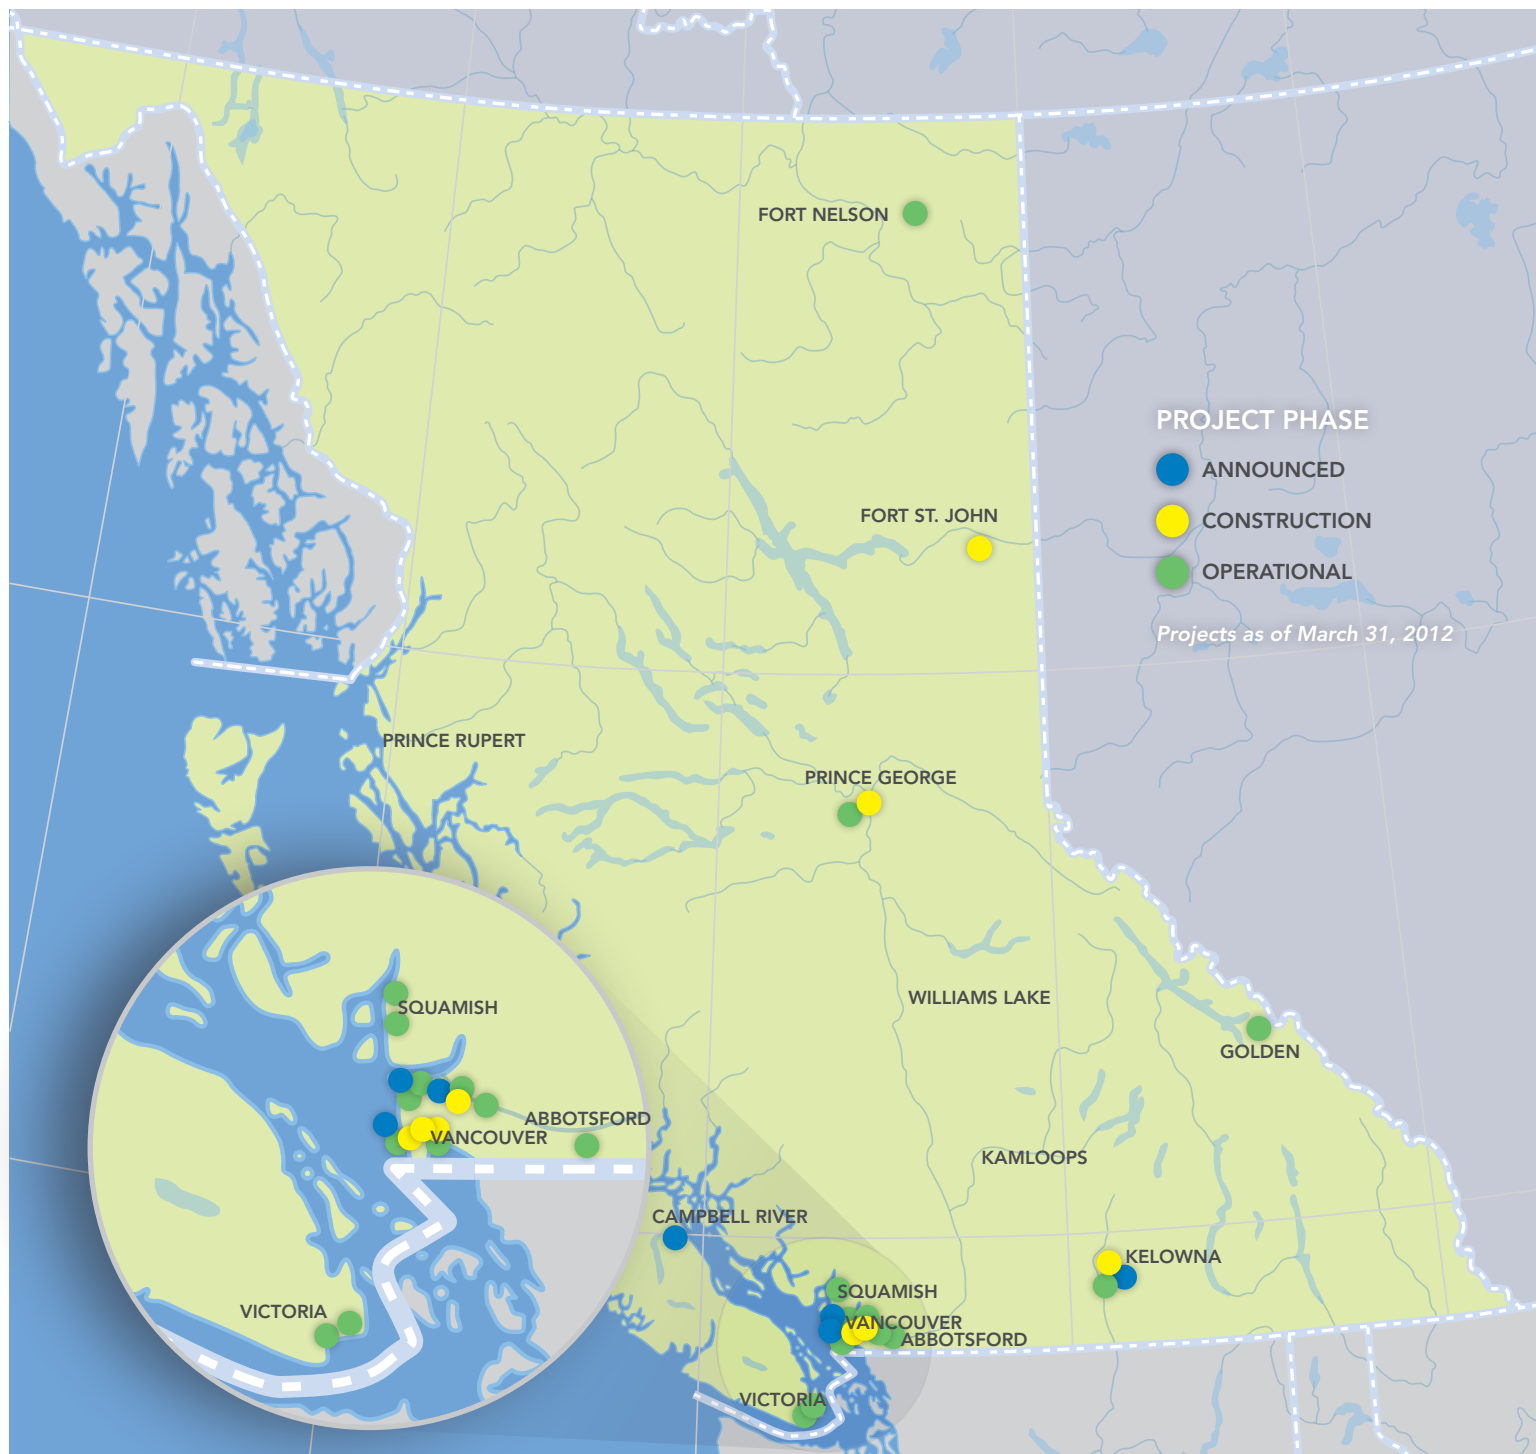 FORT NELSON
PROJECT PHASE
ANNOUNCED
CONSTRUCTION
OPERATIONAL
Projects as of March 31, 2012
FORT ST. JOHN
PRINCE RUPERT
PRINCE GEORGE
WILLIAMS LAKE
SQUAMISH
GOLDEN
ABBOTSFORD
VANCOUVER
KAMLOOPS
CAMPBELL RIVER
KELOWNA
SQUAMISH
VICTORIA
VANCOUVER
ABBOTSFORD
VICTORIA